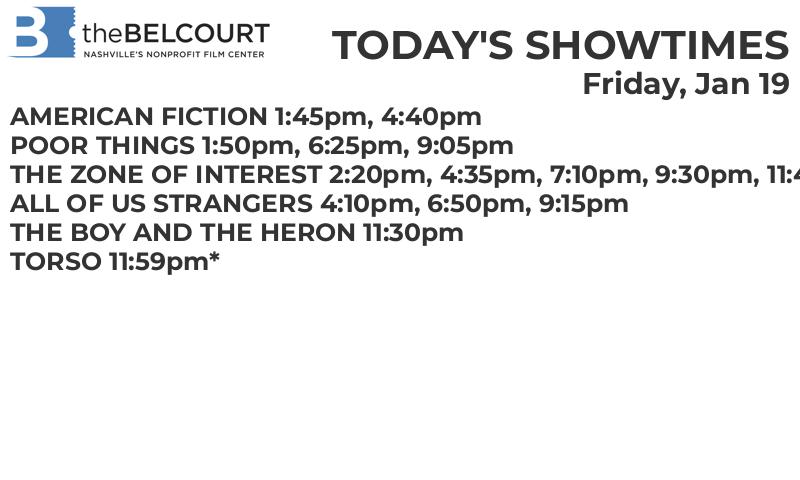 B theBELCOURT
NASHVILLE'S NONPROFIT FILM CENTER
TODAY'S SHOWTIMES
Friday, Jan 19
AMERICAN FICTION 1:45pm, 4:40pm
POOR THINGS 1:50pm, 6:25pm, 9:05pm
THE ZONE OF INTEREST 2:20pm, 4:35pm, 7:10pm, 9:30pm,
ALL OF US STRANGERS 4:10pm, 6:50pm, 9:15pm
THE BOY AND THE HERON 11:30pm
TORSO 11:59pm*